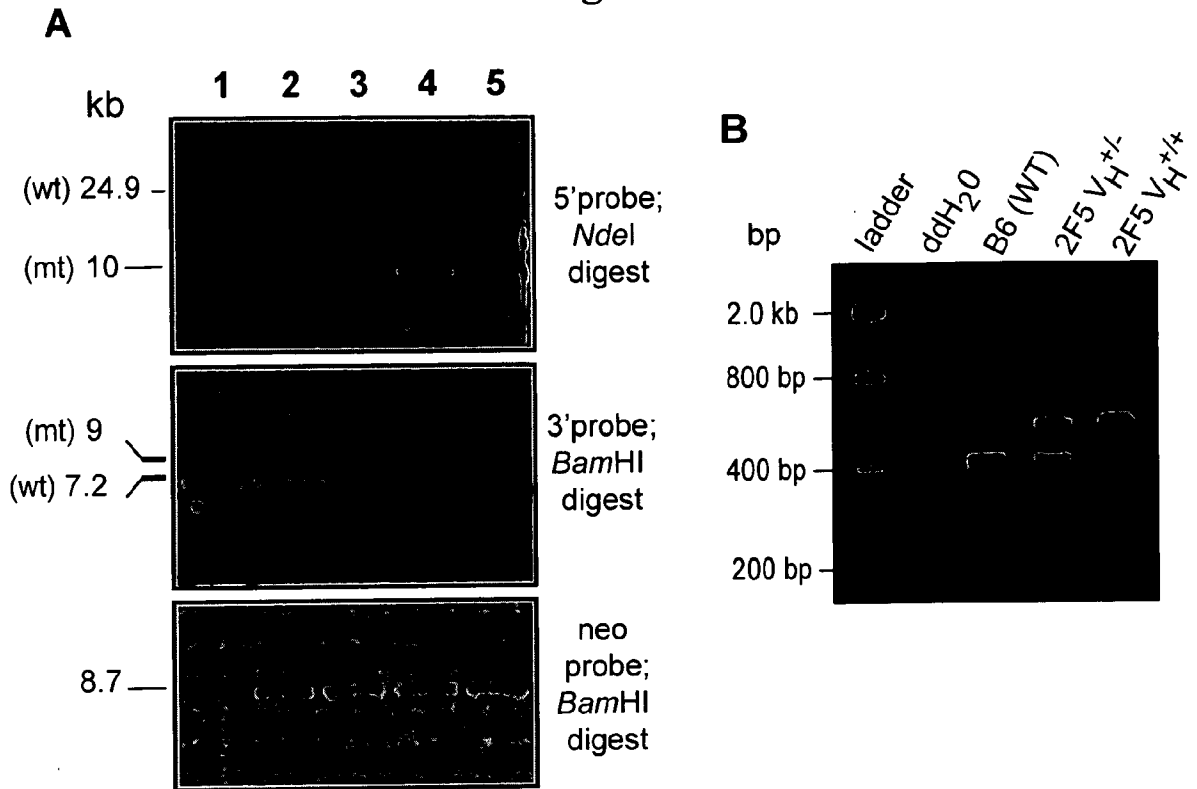 A
1 2 3 4 5
kb
(wt) 24.9
(mt) 10
5'probe;
NdeI
digest
(mt) 9
(wt) 7.2
3'probe;
BamHI
digest
8.7
neo
probe;
BamHI
digest
B
bp
ladder
ddH20
B6 (WT)
2F5 VH+/-
2F5 VH+/+
2.0 kb
800 bp
400 bp
200 bp